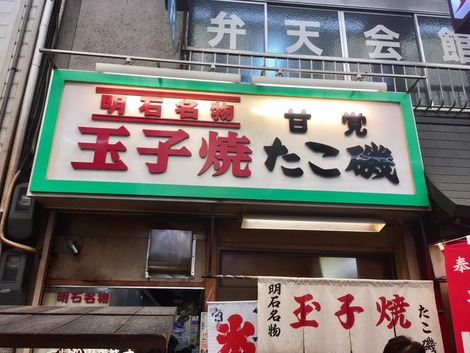 弁天会館
明石名物
甘党
玉子焼
たこ磯
明石名物
明石名物
玉子焼
たこ磯
奉